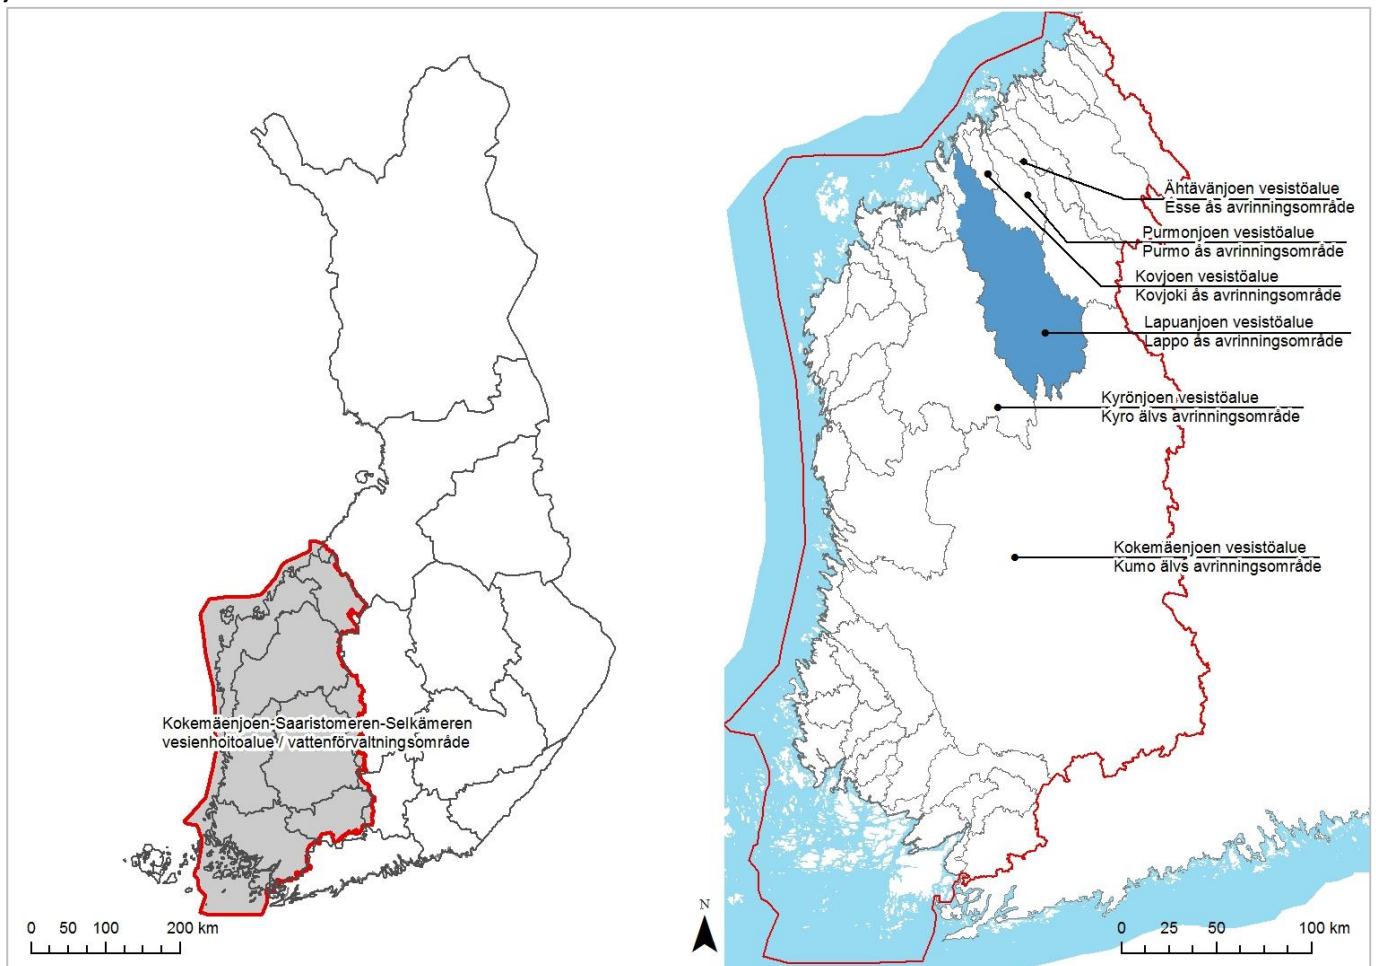 Kokemäenjoen-Saaristomeren-Selkämeren
vesienhoitoalue / vattenförvaltningsområde
0 50 100 200 km
Ähtävänjoen vesistöalue
Esse ås avrinningsområde
Purmonjoen vesistöalue
Purmo ås avrinningsområde
Kovjoen vesistöalue
Kovjoki ås avrinningsområde
Lapuanjoen vesistöalue
Lappo ås avrinningsområde
Kyrönjoen vesistöalue
Kyro älvs avrinningsområde
Kokemäenjoen vesistöalue
Kumo älvs avrinningsområde
N
0 25 50 100 km